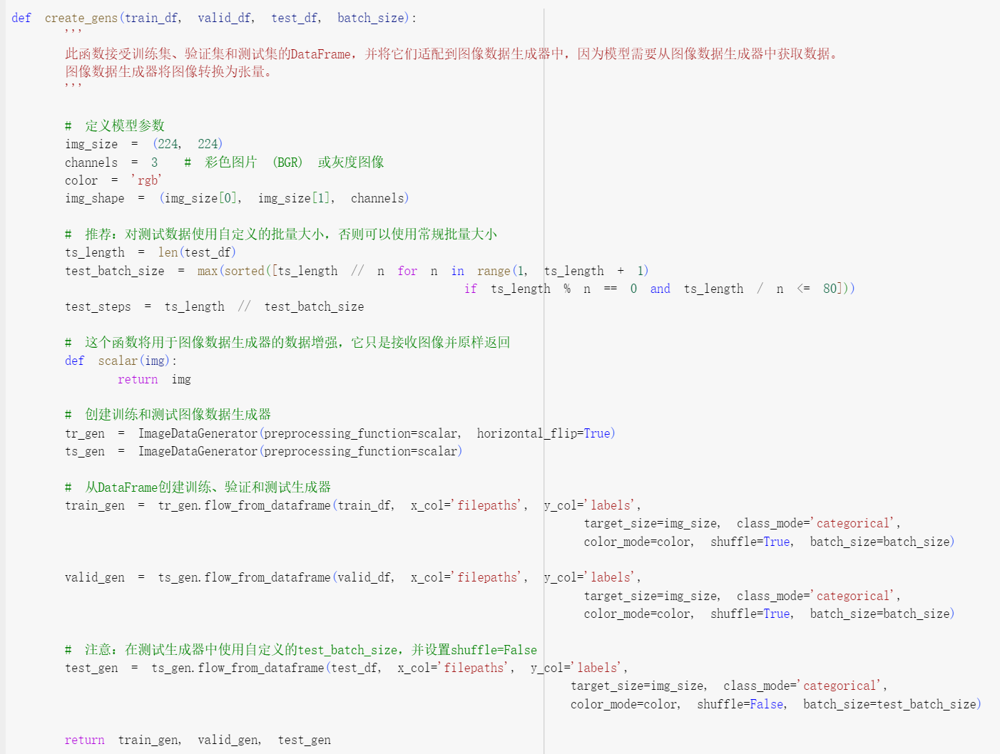 def create_gens(train_df, valid_df, test_df, batch_size):
'''
此函数接受训练集、验证集和测试集的DataFrame，并将它们适配到图像数据生成器中，因为模型需要从图像数据生成器中获取数据。
图像数据生成器将图像转换为张量。
'''
# 定义模型参数
img_size = (224, 224)
channels = 3 # 彩色图片 (BGR) 或灰度图像
color = 'rgb'
img_shape = (img_size[0], img_size[1], channels)
# 推荐：对测试数据使用自定义的批量大小，否则可以使用常规批量大小
ts_length = len(test_df)
test_batch_size = max(sorted([ts_length // n for n in range(1, ts_length + 1)
if ts_length % n == 0 and ts_length / n <= 80]))
test_steps = ts_length // test_batch_size
# 这个函数将用于图像数据生成器的数据增强，它只是接收图像并原样返回
def scalar(img):
return img
# 创建训练和测试图像数据生成器
tr_gen = ImageDataGenerator(preprocessing_function=scalar, horizontal_flip=True)
ts_gen = ImageDataGenerator(preprocessing_function=scalar)
# 从DataFrame创建训练、验证和测试生成器
train_gen = tr_gen.flow_from_dataframe(train_df, x_col='filepaths', y_col='labels',
target_size=img_size, class_mode='categorical',
color_mode=color, shuffle=True, batch_size=batch_size)
valid_gen = ts_gen.flow_from_dataframe(valid_df, x_col='filepaths', y_col='labels',
target_size=img_size, class_mode='categorical',
color_mode=color, shuffle=True, batch_size=batch_size)
# 注意：在测试生成器中使用自定义的test_batch_size，并设置shuffle=False
test_gen = ts_gen.flow_from_dataframe(test_df, x_col='filepaths', y_col='labels',
target_size=img_size, class_mode='categorical',
color_mode=color, shuffle=False, batch_size=test_batch_size)
return train_gen, valid_gen, test_gen